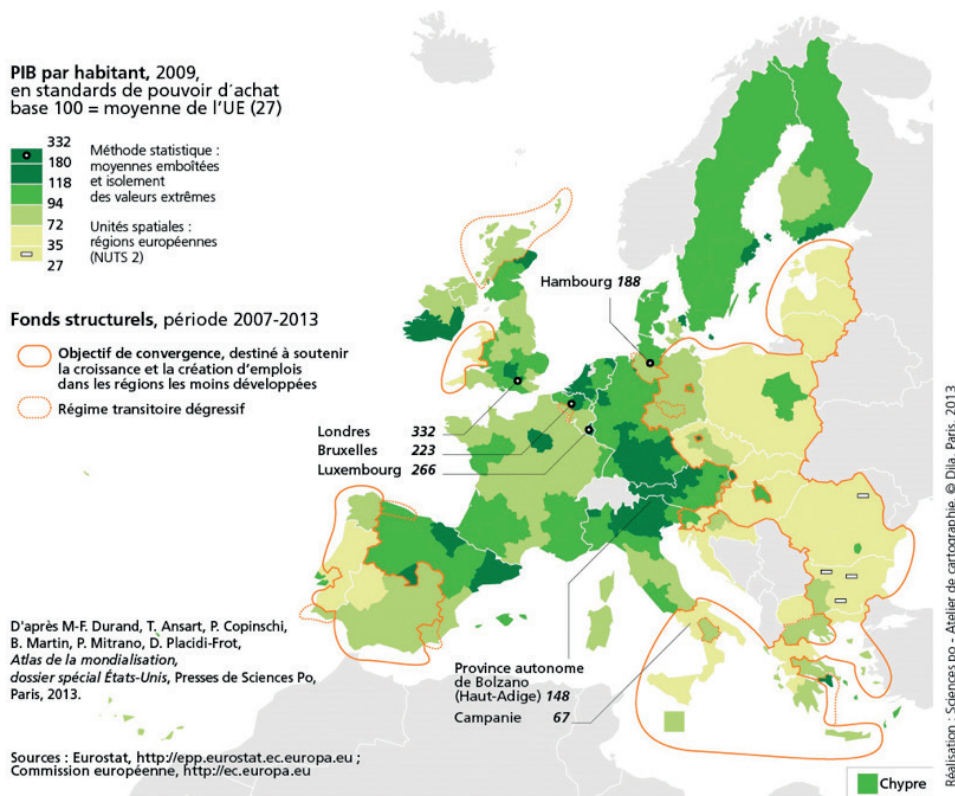 PIB par habitant, 2009,
en standards de pouvoir d´achat
base 100 = moyenne de l’UE (27)
332
180
118
94
72
35
27
Méthode statistique :
moyennes emboîtées
et isolement
des valeurs extrêmes
Unités spatiales :
régions européennes
(NUTS 2)
Fonds structurels, période 2007-2013
Objectif de convergence, destiné à soutenir
la croissance et la création d’emplois
dans les régions les moins développées
Régime transitoire dégressif
Hambourg 188
Londres 332
Bruxelles 223
Luxembourg 266
Province autonome
de Bolzano
(Haut-Adige) 148
Campanie 67
D'après M-F. Durand, T. Ansart, P. Copinschi,
B. Martin, P. Mitrano, D. Placidi-Frot,
Atlas de la mondialisation,
dossier spécial États-Unis, Presses de Sciences Po,
Paris, 2013.
Sources : Eurostat, http://epp.eurostat.ec.europa.eu ;
Commission européenne, http://ec.europa.eu
Chypre
Réalisation : Sciences po - Atelier de cartographie. © Dila, Paris, 2013